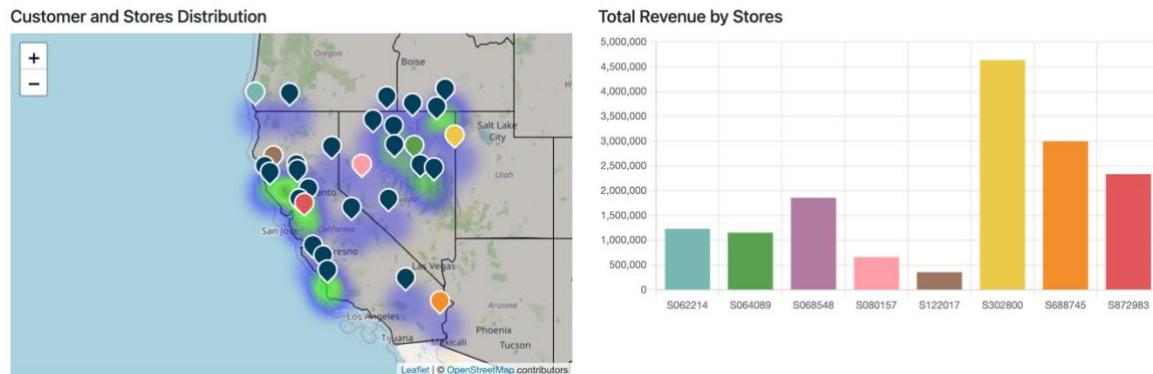 Customer and Stores Distribution
+
−
Oregon
Boise
Salt Lake
City
Utah
San Jose
California
Las Vegas
Arizona
Los Angeles
Phoenix
Tijuana
Mexicali
Tucson
Leaflet | © OpenStreetMap contributors
Total Revenue by Stores
5,000,000
4,500,000
4,000,000
3,500,000
3,000,000
2,500,000
2,000,000
1,500,000
1,000,000
500,000
0
S062214 S064089 S068548 S080157 S122017 S302800 S688745 S872983